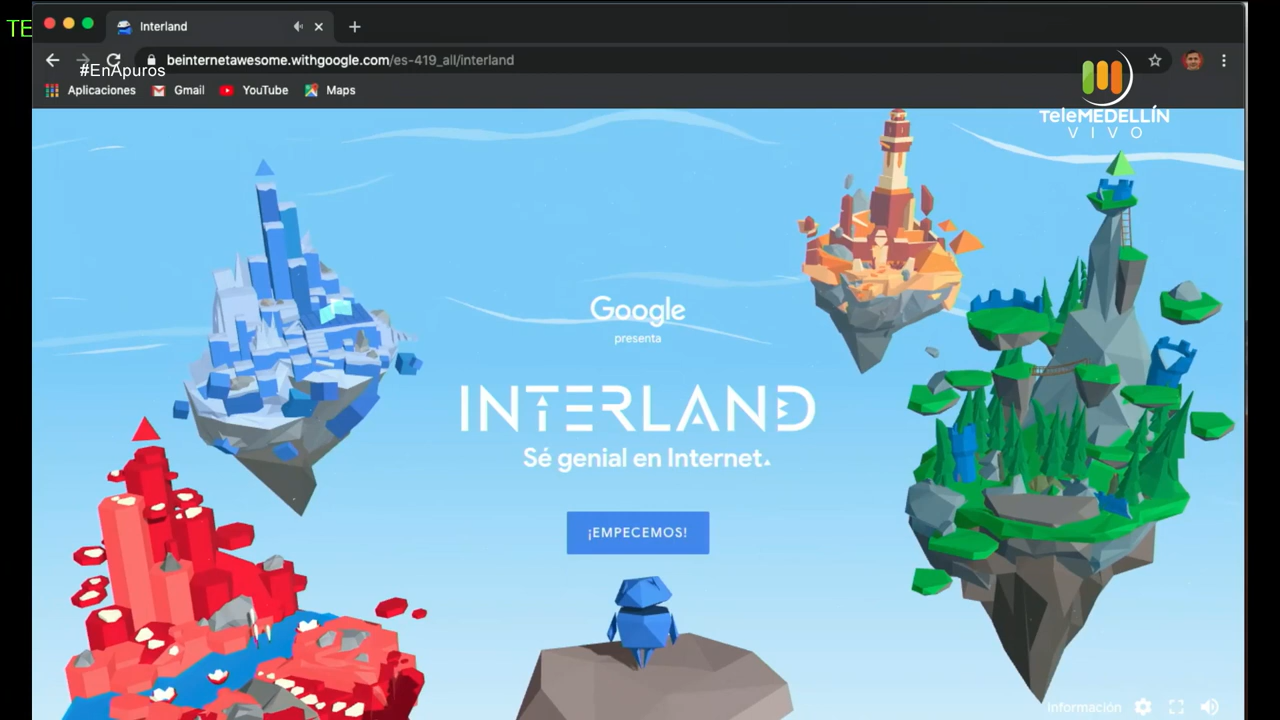 TE
Interland
beinternetawesome.withgoogle.com/es-419_all/interland
#EnApuros
Aplicaciones
Gmail
YouTube
Maps
TeleMEDELLÍN
VIVO
Google
presenta
INTERLAND
Sé genial en Internet
¡EMPECEMOS!
Información